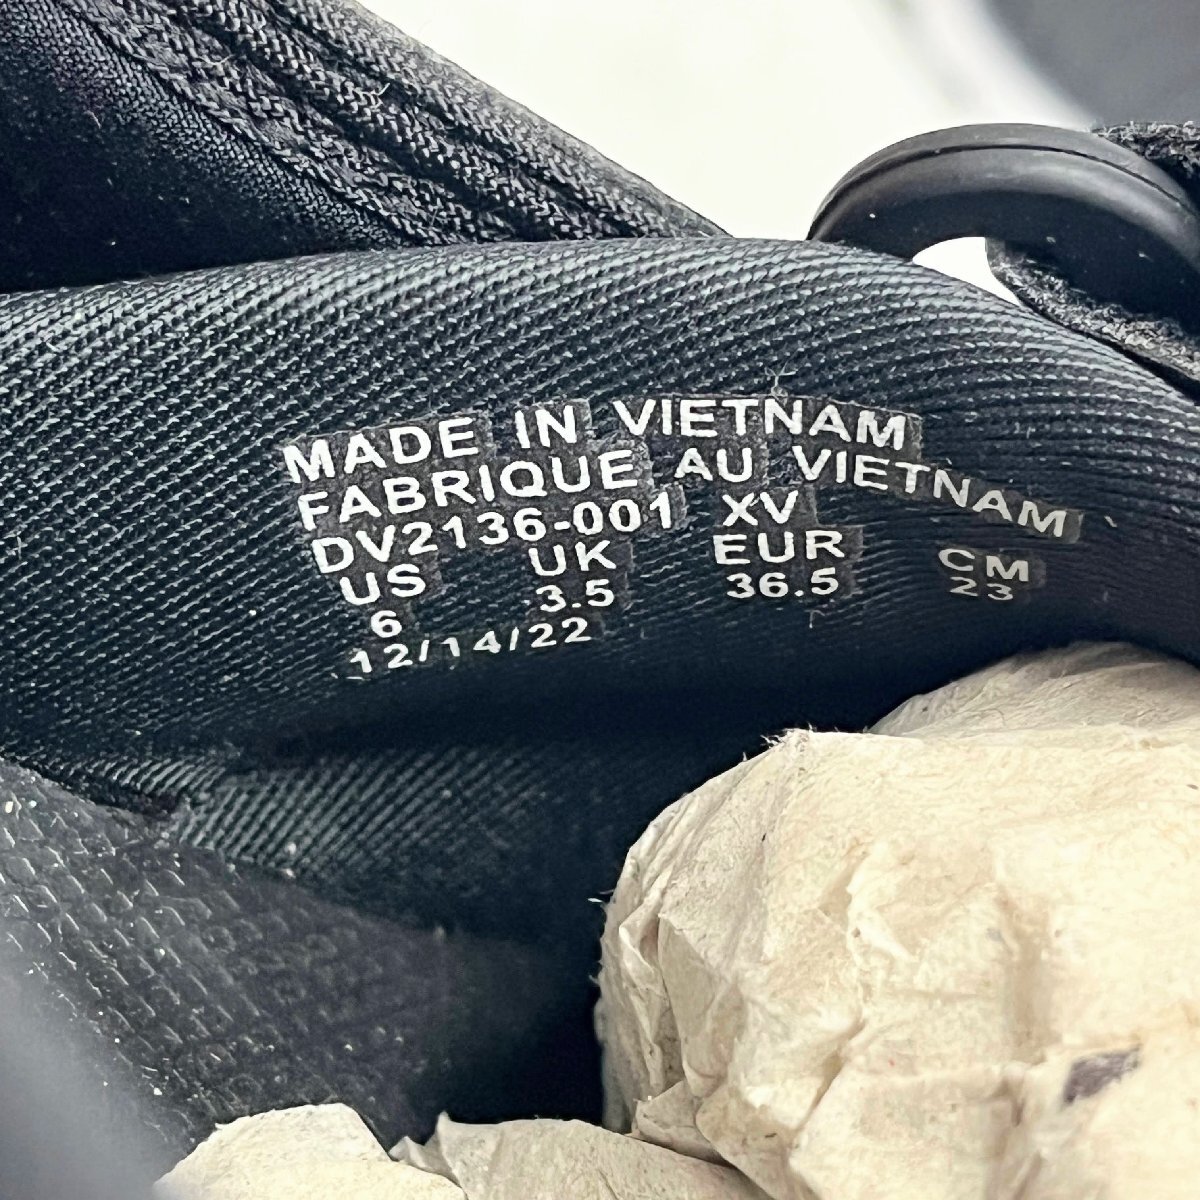 MADE IN VIETNAM
FABRIQUE AU VIETNAM
DV2136-001 XV
US UK EUR CM
6 3.5 36.5 23
12/14/22